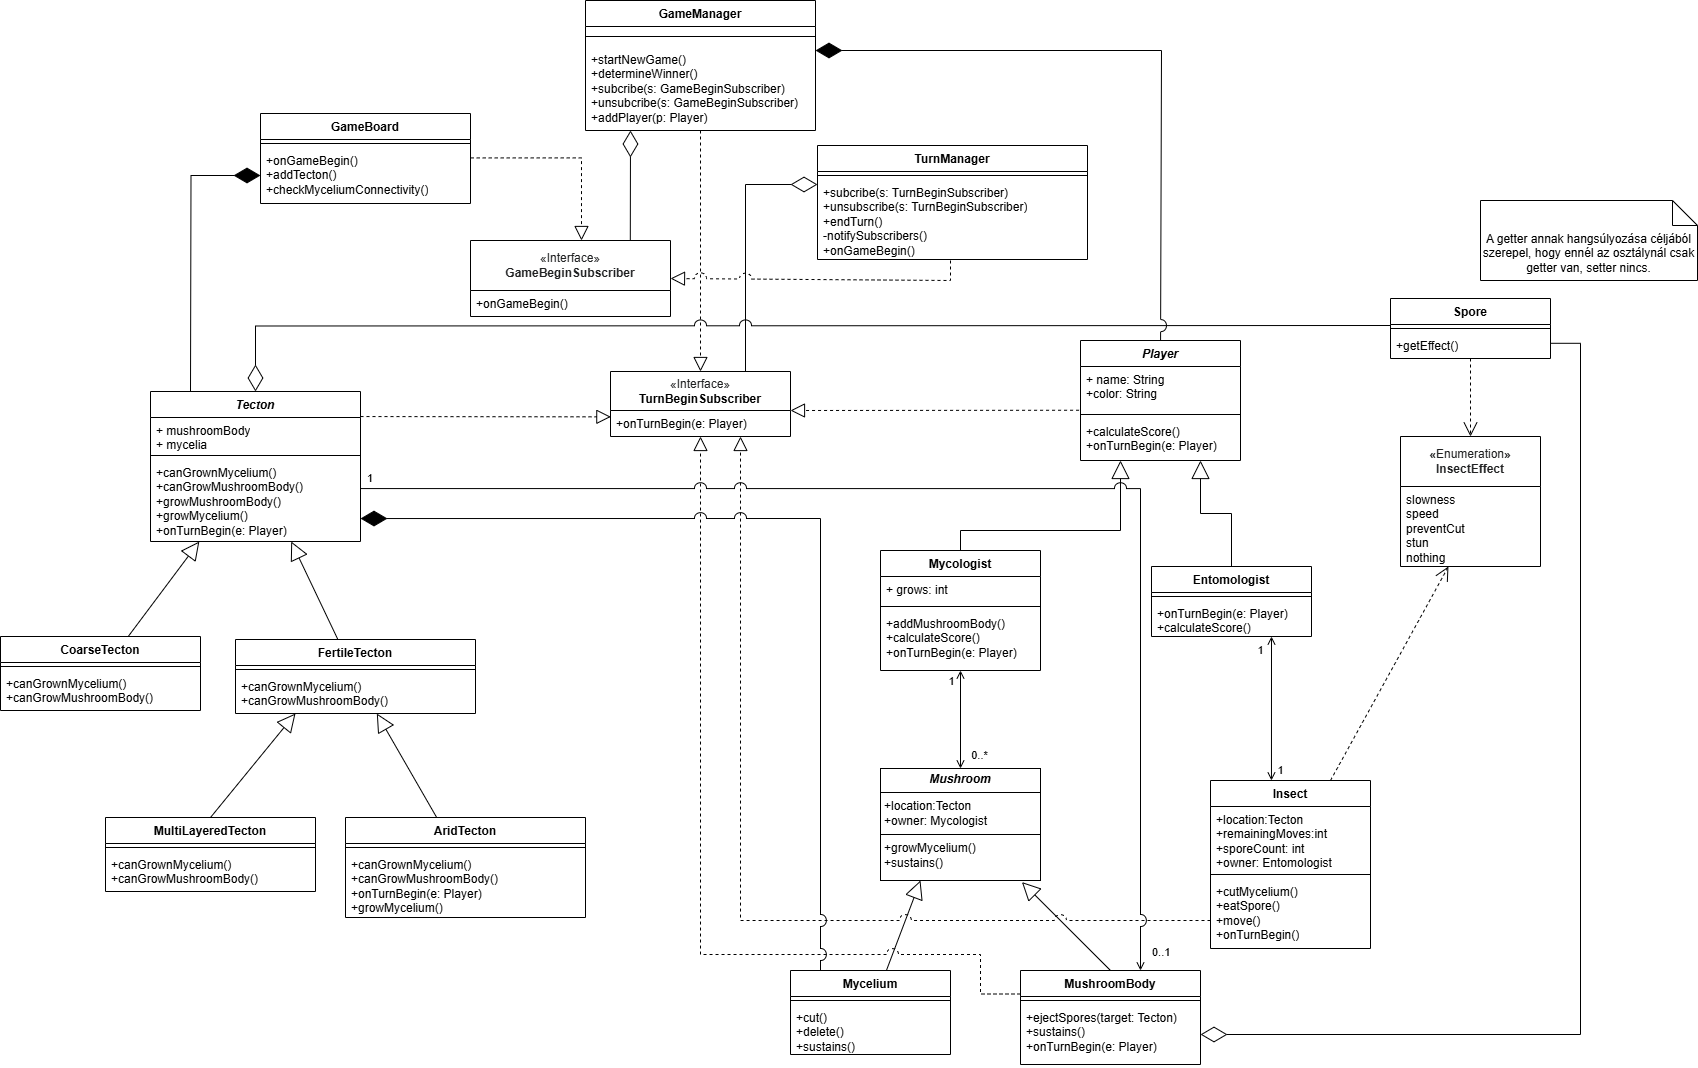 GameManager
+startNewGame()
+determineWinner()
+subcribe(s: GameBeginSubscriber)
+unsubcribe(s: GameBeginSubscriber)
+addPlayer(p: Player)
GameBoard
+onGameBegin()
+addTecton()
+checkMyceliumConnectivity()
TurnManager
+subcribe(s: TurnBeginSubscriber)
+unsubscribe(s: TurnBeginSubscriber)
+endTurn()
-notifySubscribers()
+onGameBegin()
A getter annak hangsúlyozása céljából
szerepel, hogy ennél az osztálynál csak
getter van, setter nincs.
«Interface»
GameBeginSubscriber
+onGameBegin()
Spore
+getEffect()
Player
+ name: String
+color: String
+calculateScore()
+onTurnBegin(e: Player)
«Interface»
TurnBeginSubscriber
+onTurnBegin(e: Player)
Tecton
+ mushroomBody
+ mycelia
+canGrownMycelium()
+canGrowMushroomBody()
+growMushroomBody()
+growMycelium()
+onTurnBegin(e: Player)
1
«Enumeration»
InsectEffect
slowness
speed
preventCut
stun
nothing
Mycologist
+ grows: int
+addMushroomBody()
+calculateScore()
+onTurnBegin(e: Player)
Entomologist
+onTurnBegin(e: Player)
+calculateScore()
CoarseTecton
+canGrownMycelium()
+canGrowMushroomBody()
FertileTecton
+canGrownMycelium()
+canGrowMushroomBody()
1
1
0..*
1
Mushroom
+location:Tecton
+owner: Mycologist
+growMycelium()
+sustains()
Insect
+location:Tecton
+remainingMoves:int
+sporeCount: int
+owner: Entomologist
+cutMycelium()
+eatSpore()
+move()
+onTurnBegin()
MultiLayeredTecton
+canGrownMycelium()
+canGrowMushroomBody()
AridTecton
+canGrownMycelium()
+canGrowMushroomBody()
+onTurnBegin(e: Player)
+growMycelium()
0..1
Mycelium
+cut()
+delete()
+sustains()
MushroomBody
+ejectSpores(target: Tecton)
+sustains()
+onTurnBegin(e: Player)